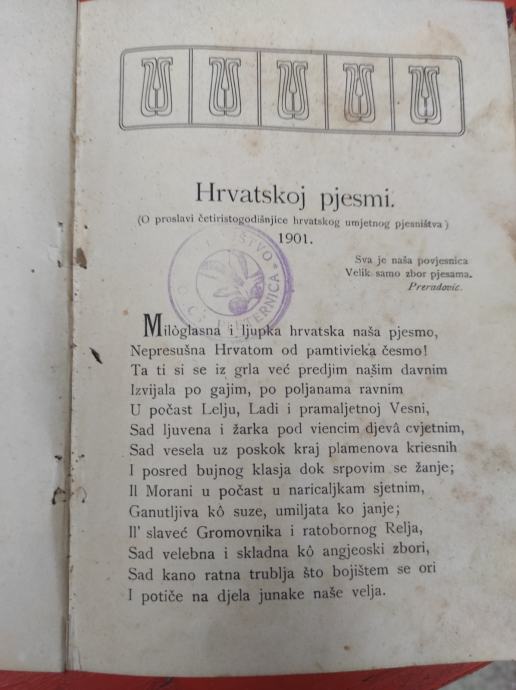 Hrvatskoj pjesmi.
(O proslavi četiristogodišnjice hrvatskog umjetnog pjesništva)
1901.
Sva je naša povjesnica
Velik samo zbor pjesama.
Preradovic.
Milòglasna i ljupka hrvatska naša pjesmo,
Nepresušna Hrvatom od pamtivieka česmo!
Ta ti si se iz grla već predjim našim davnim
Izvijala po gajim, po poljanama ravnim
U počast Lelju, Ladi i pramaljetnoj Vesni,
Sad ljuvena i žarka pod viencim djevâ cvjetnim,
Sad vesela uz poskok kraj plamenova kriesnih
I posred bujnog klasja dok srpovim se žanje;
Il Morani u počast u naricaljkam sjetnim,
Ganutljiva kô suze, umiljata ko janje;
Il' slaveć Gromovnika i ratobornog Relja,
Sad velebna i skladna kô angjeoski zbori,
Sad kano ratna trublja što bojištem se ori
I potiče na djela junake naše velja.